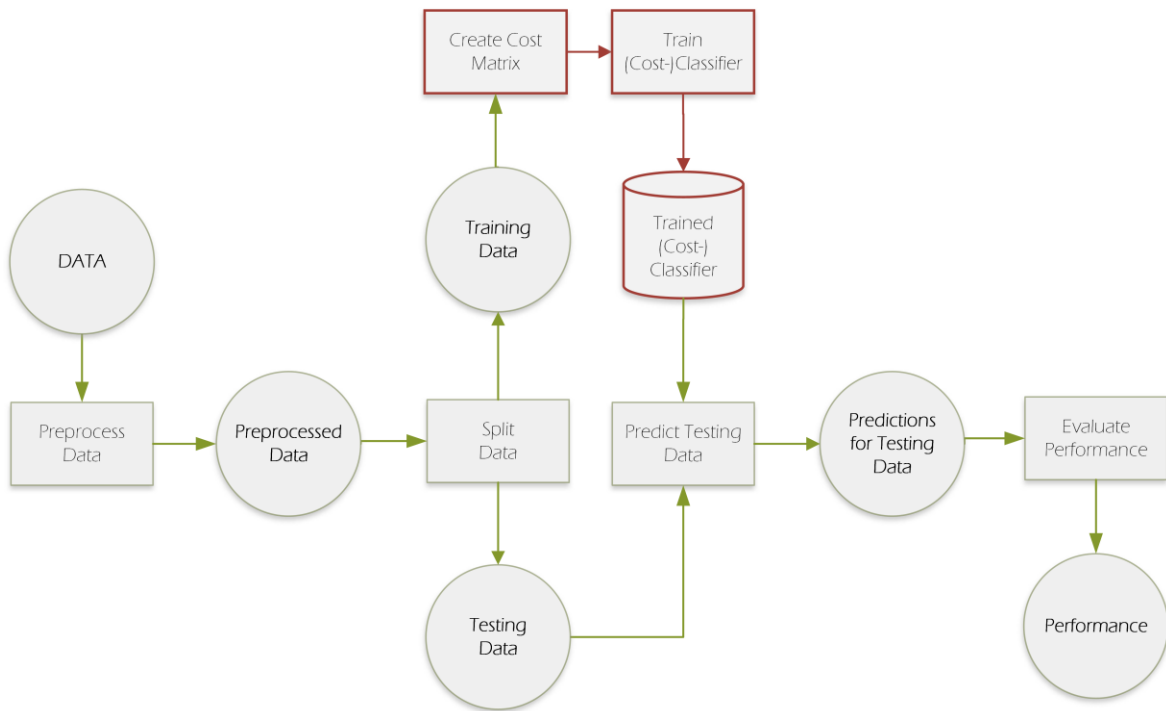 Create Cost
Matrix
Train
(Cost-)Classifier
Training
Data
Trained
(Cost-)
Classifier
DATA
Preprocess
Data
Preprocessed
Data
Split
Data
Predict Testing
Data
Predictions
for Testing
Data
Evaluate
Performance
Testing
Data
Performance